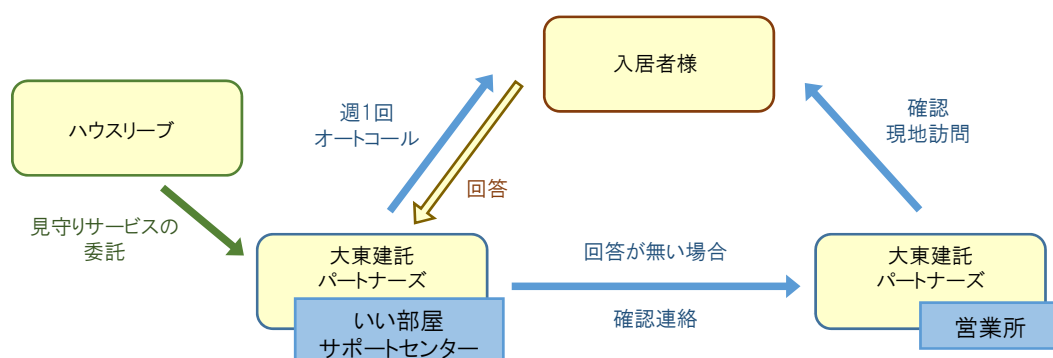 入居者様
ハウスリーブ
週1回
オートコール
確認
現地訪問
回答
見守りサービスの
委託
大東建託
パートナーズ
いい部屋
サポートセンター
回答が無い場合
確認連絡
大東建託
パートナーズ
営業所